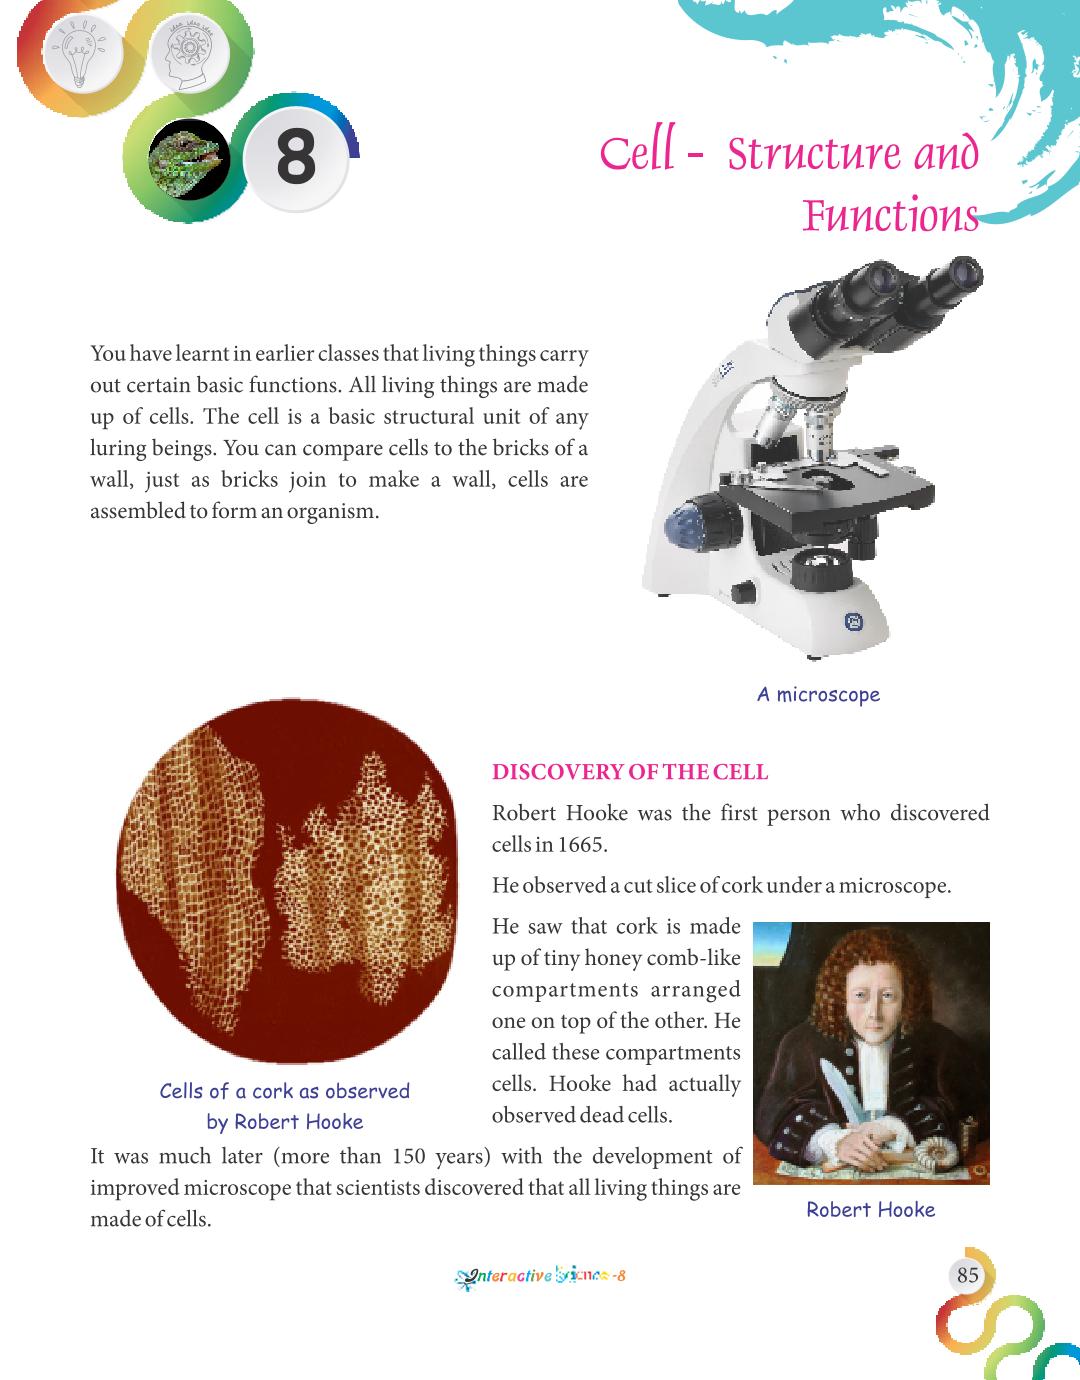 idea idea idea
8
Cell - Structure and
Functions
You have learnt in earlier classes that living things carry
out certain basic functions. All living things are made
up of cells. The cell is a basic structural unit of any
luring beings. You can compare cells to the bricks of a
wall, just as bricks join to make a wall, cells are
assembled to form an organism.
A microscope
DISCOVERY OF THE CELL
Robert Hooke was the first person who discovered
cells in 1665.
He observed a cut slice of cork under a microscope.
He saw that cork is made
up of tiny honey comb-like
compartments arranged
one on top of the other. He
called these compartments
cells. Hooke had actually
observed dead cells.
Cells of a cork as observed
by Robert Hooke
It was much later (more than 150 years) with the development of
improved microscope that scientists discovered that all living things are
made of cells.
Robert Hooke
Interactive Science -8
85